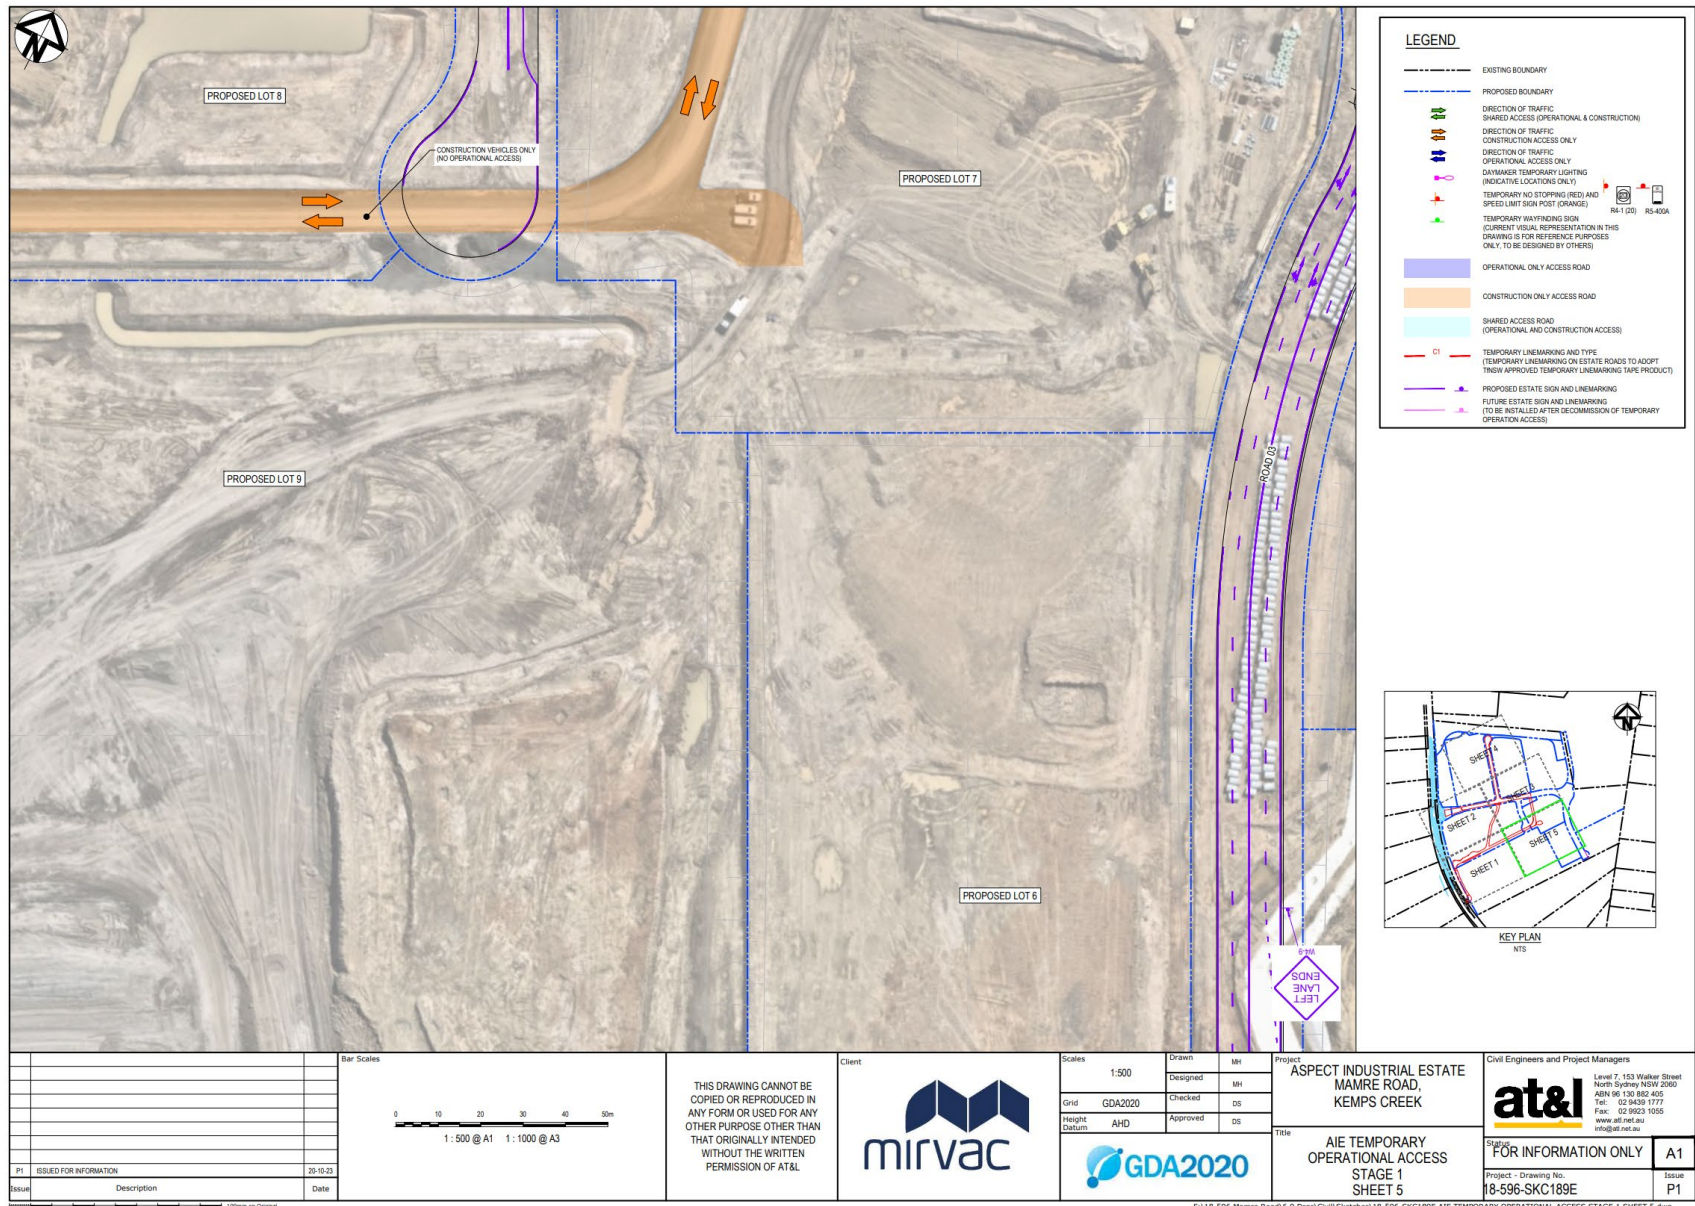 N
PROPOSED LOT 8
CONSTRUCTION VEHICLES ONLY
(NO OPERATIONAL ACCESS)
PROPOSED LOT 7
PROPOSED LOT 9
ROAD 03
PROPOSED LOT 6
W4-9
LEFT
LANE
ENDS
LEGEND
EXISTING BOUNDARY
PROPOSED BOUNDARY
DIRECTION OF TRAFFIC
SHARED ACCESS (OPERATIONAL & CONSTRUCTION)
DIRECTION OF TRAFFIC
CONSTRUCTION ACCESS ONLY
DIRECTION OF TRAFFIC
OPERATIONAL ACCESS ONLY
DAYMAKER TEMPORARY LIGHTING
(INDICATIVE LOCATIONS ONLY)
TEMPORARY NO STOPPING (RED) AND
SPEED LIMIT SIGN POST (ORANGE)
R4-1 (20) R5-400A
TEMPORARY WAYFINDING SIGN
(CURRENT VISUAL REPRESENTATION IN THIS
DRAWING IS FOR REFERENCE PURPOSES
ONLY, TO BE DESIGNED BY OTHERS)
OPERATIONAL ONLY ACCESS ROAD
CONSTRUCTION ONLY ACCESS ROAD
SHARED ACCESS ROAD
(OPERATIONAL AND CONSTRUCTION ACCESS)
C1
TEMPORARY LINEMARKING AND TYPE
(TEMPORARY LINEMARKING ON ESTATE ROADS TO ADOPT
TfNSW APPROVED TEMPORARY LINEMARKING TAPE PRODUCT)
PROPOSED ESTATE SIGN AND LINEMARKING
FUTURE ESTATE SIGN AND LINEMARKING
(TO BE INSTALLED AFTER DECOMMISSION OF TEMPORARY
OPERATION ACCESS)
N
SHEET 4
SHEET 3
SHEET 2
SHEET 5
SHEET 1
KEY PLAN
NTS
P1 ISSUED FOR INFORMATION 20-10-23
Issue Description Date
Bar Scales
0 10 20 30 40 50m
1 : 500 @ A1 1 : 1000 @ A3
THIS DRAWING CANNOT BE
COPIED OR REPRODUCED IN
ANY FORM OR USED FOR ANY
OTHER PURPOSE OTHER THAN
THAT ORIGINALLY INTENDED
WITHOUT THE WRITTEN
PERMISSION OF AT&L
Client
mirvac
Scales 1:500
Grid GDA2020
Height
Datum AHD
GDA2020
Drawn MH
Designed MH
Checked DS
Approved DS
Project
ASPECT INDUSTRIAL ESTATE
MAMRE ROAD,
KEMPS CREEK
Title
AIE TEMPORARY
OPERATIONAL ACCESS
STAGE 1
SHEET 5
Civil Engineers and Project Managers
at&l
Level 7, 153 Walker Street
North Sydney NSW 2060
ABN 96 130 882 405
Tel: 02 9439 1777
Fax: 02 9923 1055
www.atl.net.au
info@atl.net.au
Status
FOR INFORMATION ONLY
A1
Project - Drawing No.
18-596-SKC189E
Issue
P1